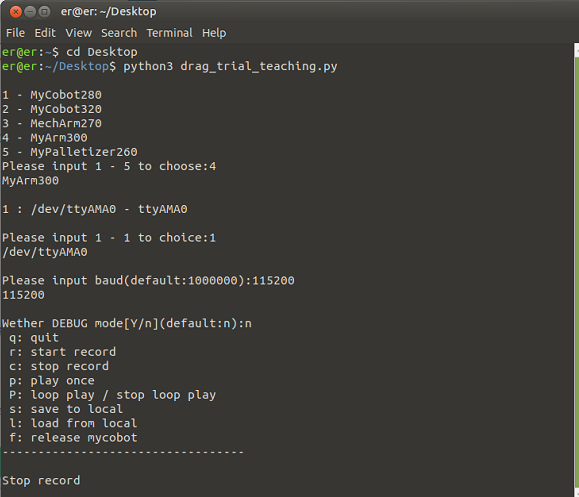 er@er: ~/Desktop
File Edit View Search Terminal Help
er@er:~$ cd Desktop
er@er:~/Desktop$ python3 drag_trial_teaching.py
1 - MyCobot280
2 - MyCobot320
3 - MechArm270
4 - MyArm300
5 - MyPalletizer260
Please input 1 - 5 to choose:4
MyArm300
1 : /dev/ttyAMA0 - ttyAMA0
Please input 1 - 1 to choice:1
/dev/ttyAMA0
Please input baud(default:1000000):115200
115200
Wether DEBUG mode[Y/n](default:n):n
q: quit
r: start record
c: stop record
p: play once
P: loop play / stop loop play
s: save to local
l: load from local
f: release mycobot
----------------------------------
Stop record